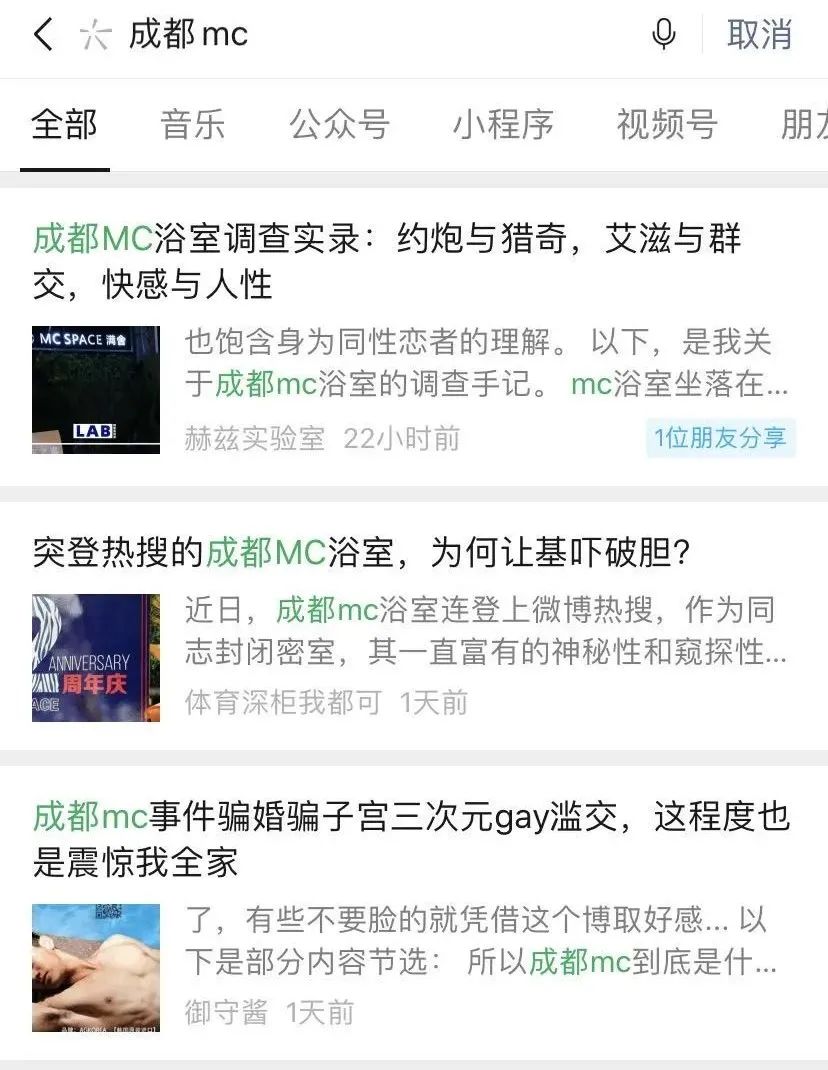 成都mc
取消
全部 音乐 公众号 小程序 视频号 朋友
成都MC浴室调查实录：约炮与猎奇，艾滋与群
交，快感与人性
MC SPACE 满舍
LAB
也饱含身为同性恋者的理解。 以下，是我关
于成都mc浴室的调查手记。 mc浴室坐落在...
赫兹实验室 22小时前
1位朋友分享
突登热搜的成都MC浴室，为何让基吓破胆？
2 ANNIVERSARY
周年庆
ACE
近日，成都mc浴室连登上微博热搜，作为同
志封闭密室，其一直富有的神秘性和窥探性...
体育深柜我都可 1天前
成都mc事件骗婚骗子宫三次元gay滥交，这程度也
是震惊我全家
了，有些不要脸的就凭借这个博取好感... 以
下是部分内容节选： 所以成都mc到底是什...
御守酱 1天前